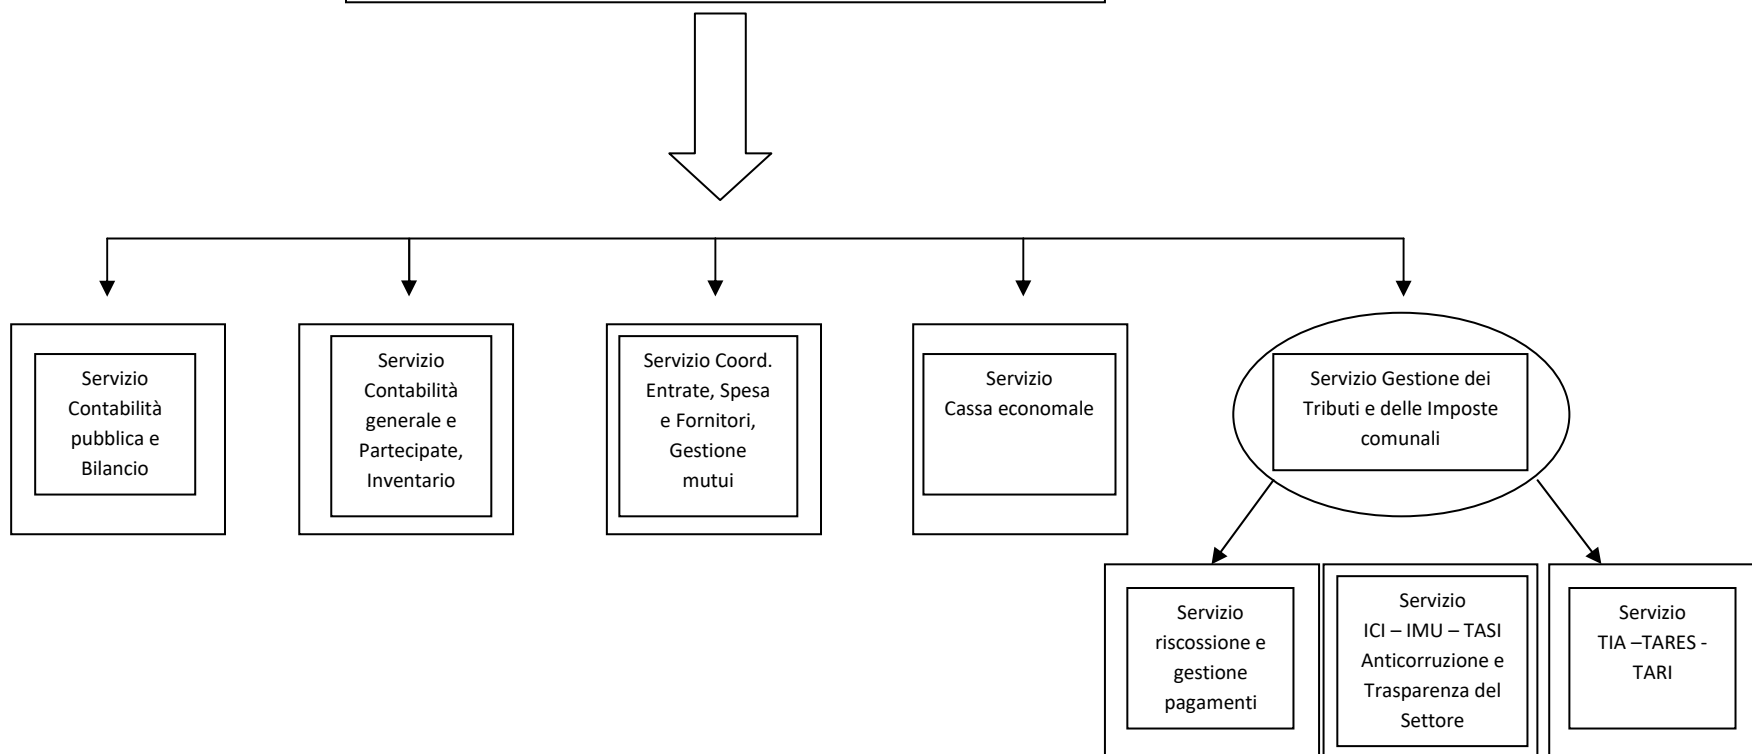 Servizio
Contabilità
pubblica e
Bilancio
Servizio
Contabilità
generale e
Partecipate,
Inventario
Servizio Coord.
Entrate, Spesa
e Fornitori,
Gestione
mutui
Servizio
Cassa economale
Servizio Gestione dei
Tributi e delle Imposte
comunali
Servizio
riscossione e
gestione
pagamenti
Servizio
ICI – IMU – TASI
Anticorruzione e
Trasparenza del
Settore
Servizio
TIA –TARES -
TARI